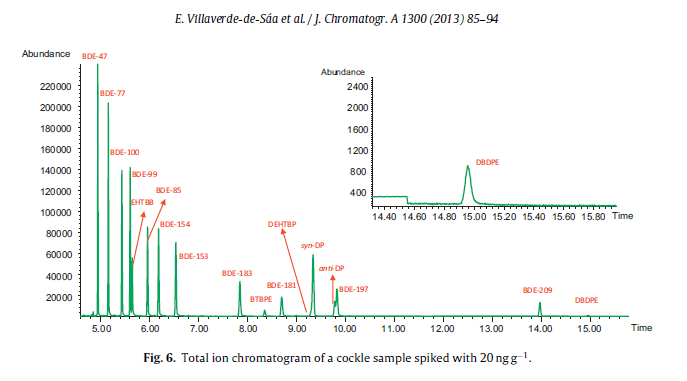 E. Villaverde-de-Sáa et al. / J. Chromatogr. A 1300 (2013) 85–94
Abundance
BDE-47
220000
200000
180000
160000
140000
120000
100000
80000
60000
40000
20000
BDE-77
BDE-100
BDE-99
BDE-85
EHTBB
BDE-154
BDE-153
BDE-183
BTBPE
BDE-181
DEHTBP
syn-DP
anti-DP
BDE-197
BDE-209
DBDPE
5.00 6.00 7.00 8.00 9.00 10.00 11.00 12.00 13.00 14.00 15.00 Time
Abundance
2600
1400
1200
800
400
DBDPE
14.40 14.60 14.80 15.00 15.20 15.40 15.60 15.80 Time
Fig. 6. Total ion chromatogram of a cockle sample spiked with 20 ng g⁻¹.